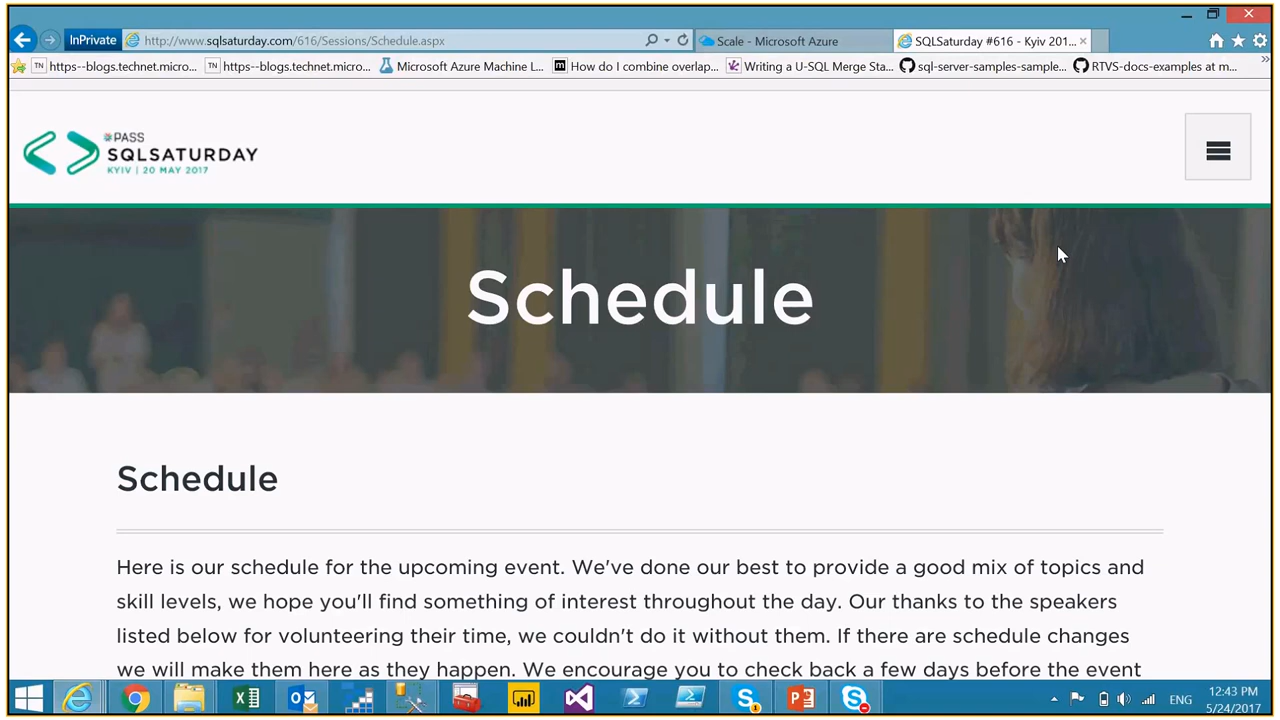 InPrivate
http://www.sqlsaturday.com/616/Sessions/Schedule.aspx
Scale - Microsoft Azure
SQLSaturday #616 - Kyiv 201...
https--blogs.technet.micro...
https--blogs.technet.micro...
Microsoft Azure Machine L...
How do I combine overlap...
Writing a U-SQL Merge Sta...
sql-server-samples-sample...
RTVS-docs-examples at m...
PASS
SQLSATURDAY
KYIV | 20 MAY 2017
Schedule
Schedule
Here is our schedule for the upcoming event. We've done our best to provide a good mix of topics and
skill levels, we hope you'll find something of interest throughout the day. Our thanks to the speakers
listed below for volunteering their time, we couldn't do it without them. If there are schedule changes
we will make them here as they happen. We encourage you to check back a few days before the event
ENG
12:43 PM
5/24/2017